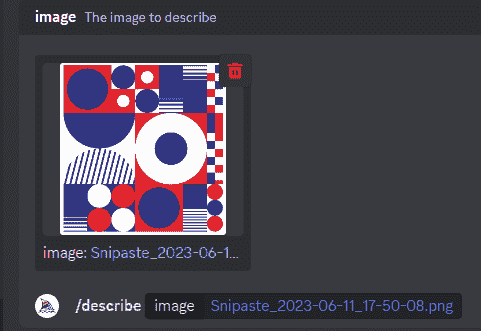 image The image to describe
image: Snipaste_2023-06-1...
/describe image Snipaste_2023-06-11_17-50-08.png